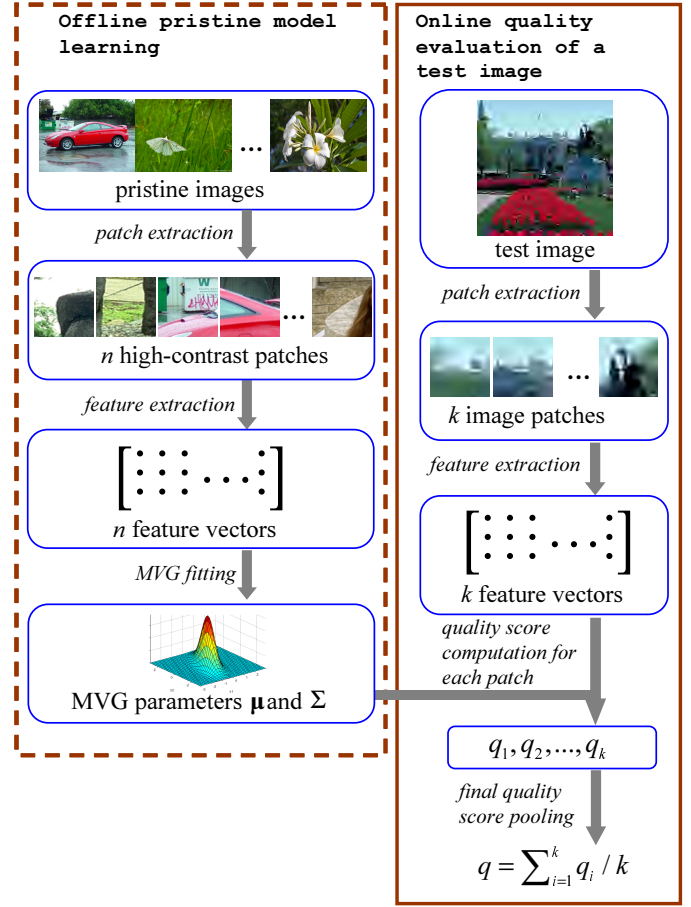 Offline pristine model
learning
pristine images
patch extraction
n high-contrast patches
feature extraction
n feature vectors
MVG fitting
MVG parameters μ and Σ
Online quality
evaluation of a
test image
test image
patch extraction
k image patches
feature extraction
k feature vectors
quality score
computation for
each patch
q₁, q₂, ..., qₖ
final quality
score pooling
q = ∑ᵢ₌₁ᵏ qᵢ / k